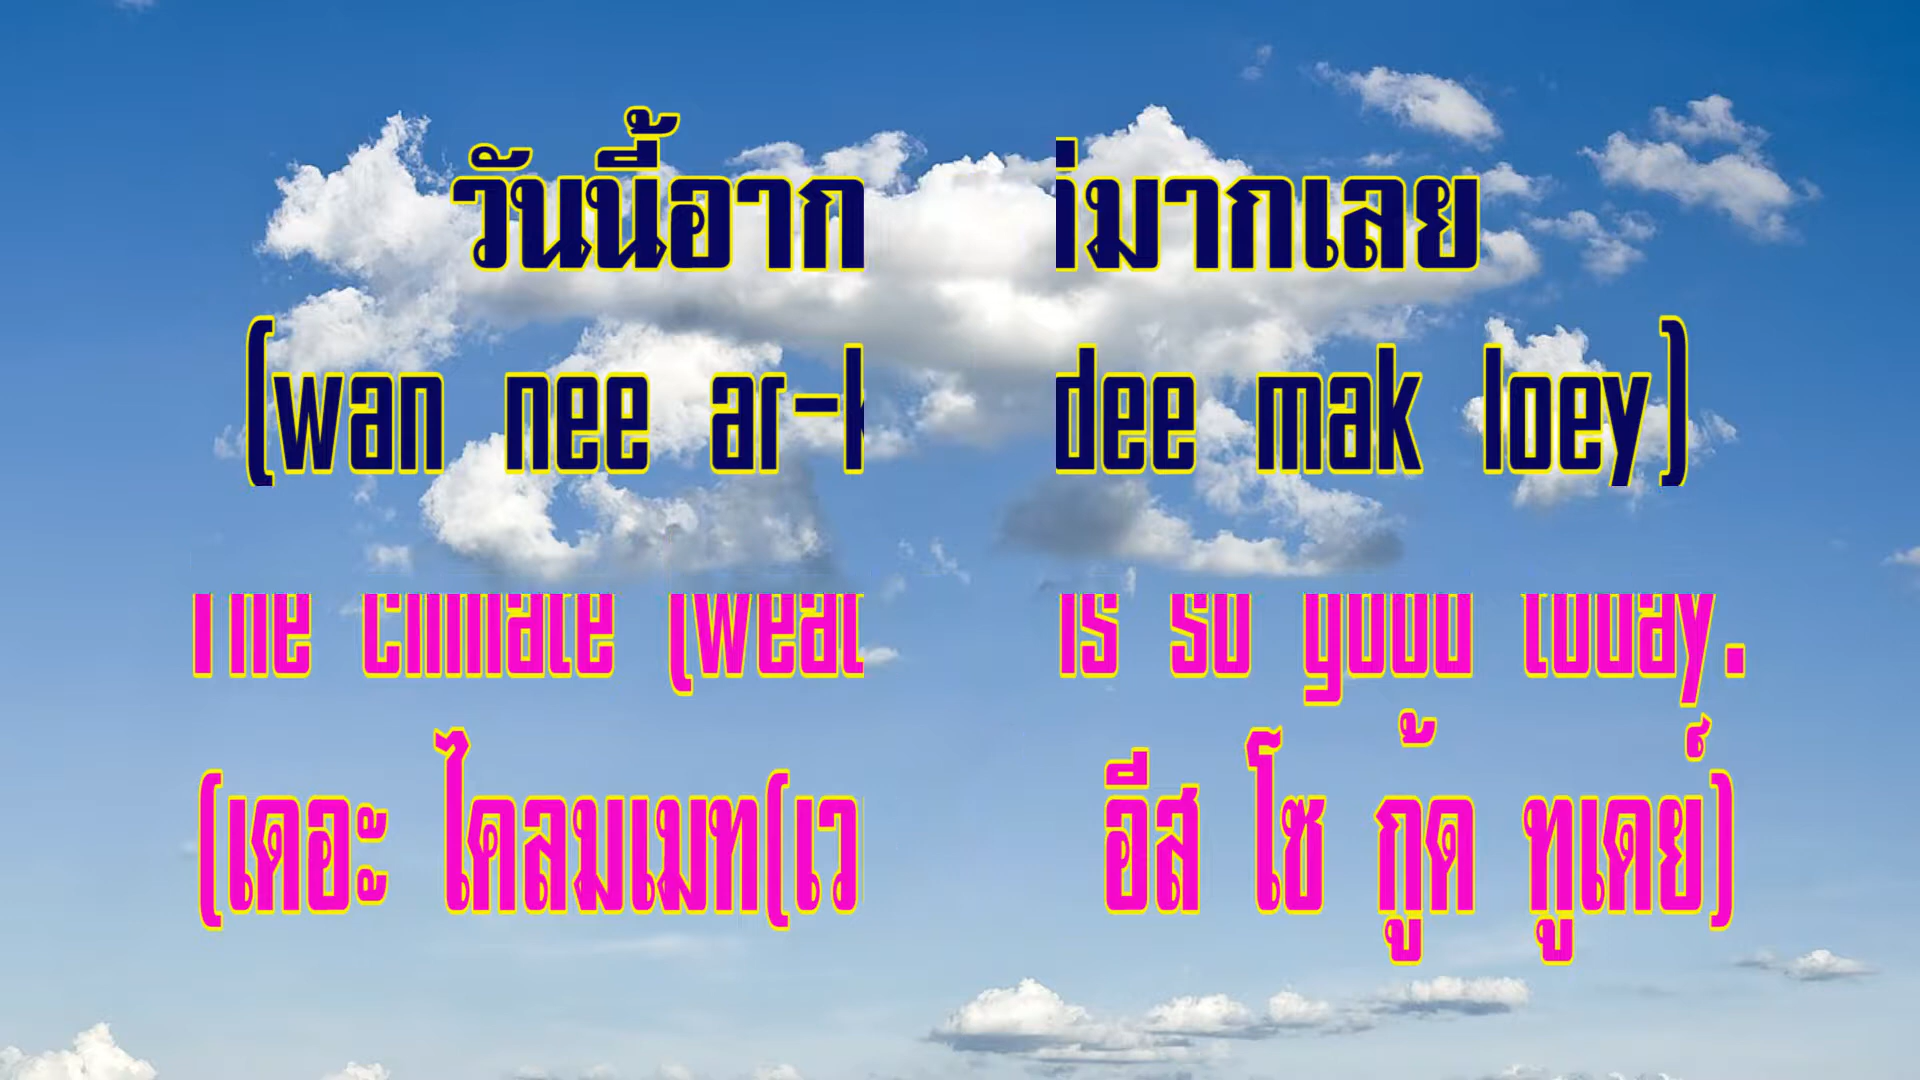 วันนี้อาก มากเลย
(wan nee ar- dee mak loey)
The climate is so good today.
(เดอะ ไคลมเมท( อีส โซ กู้ด ทูเดย์)